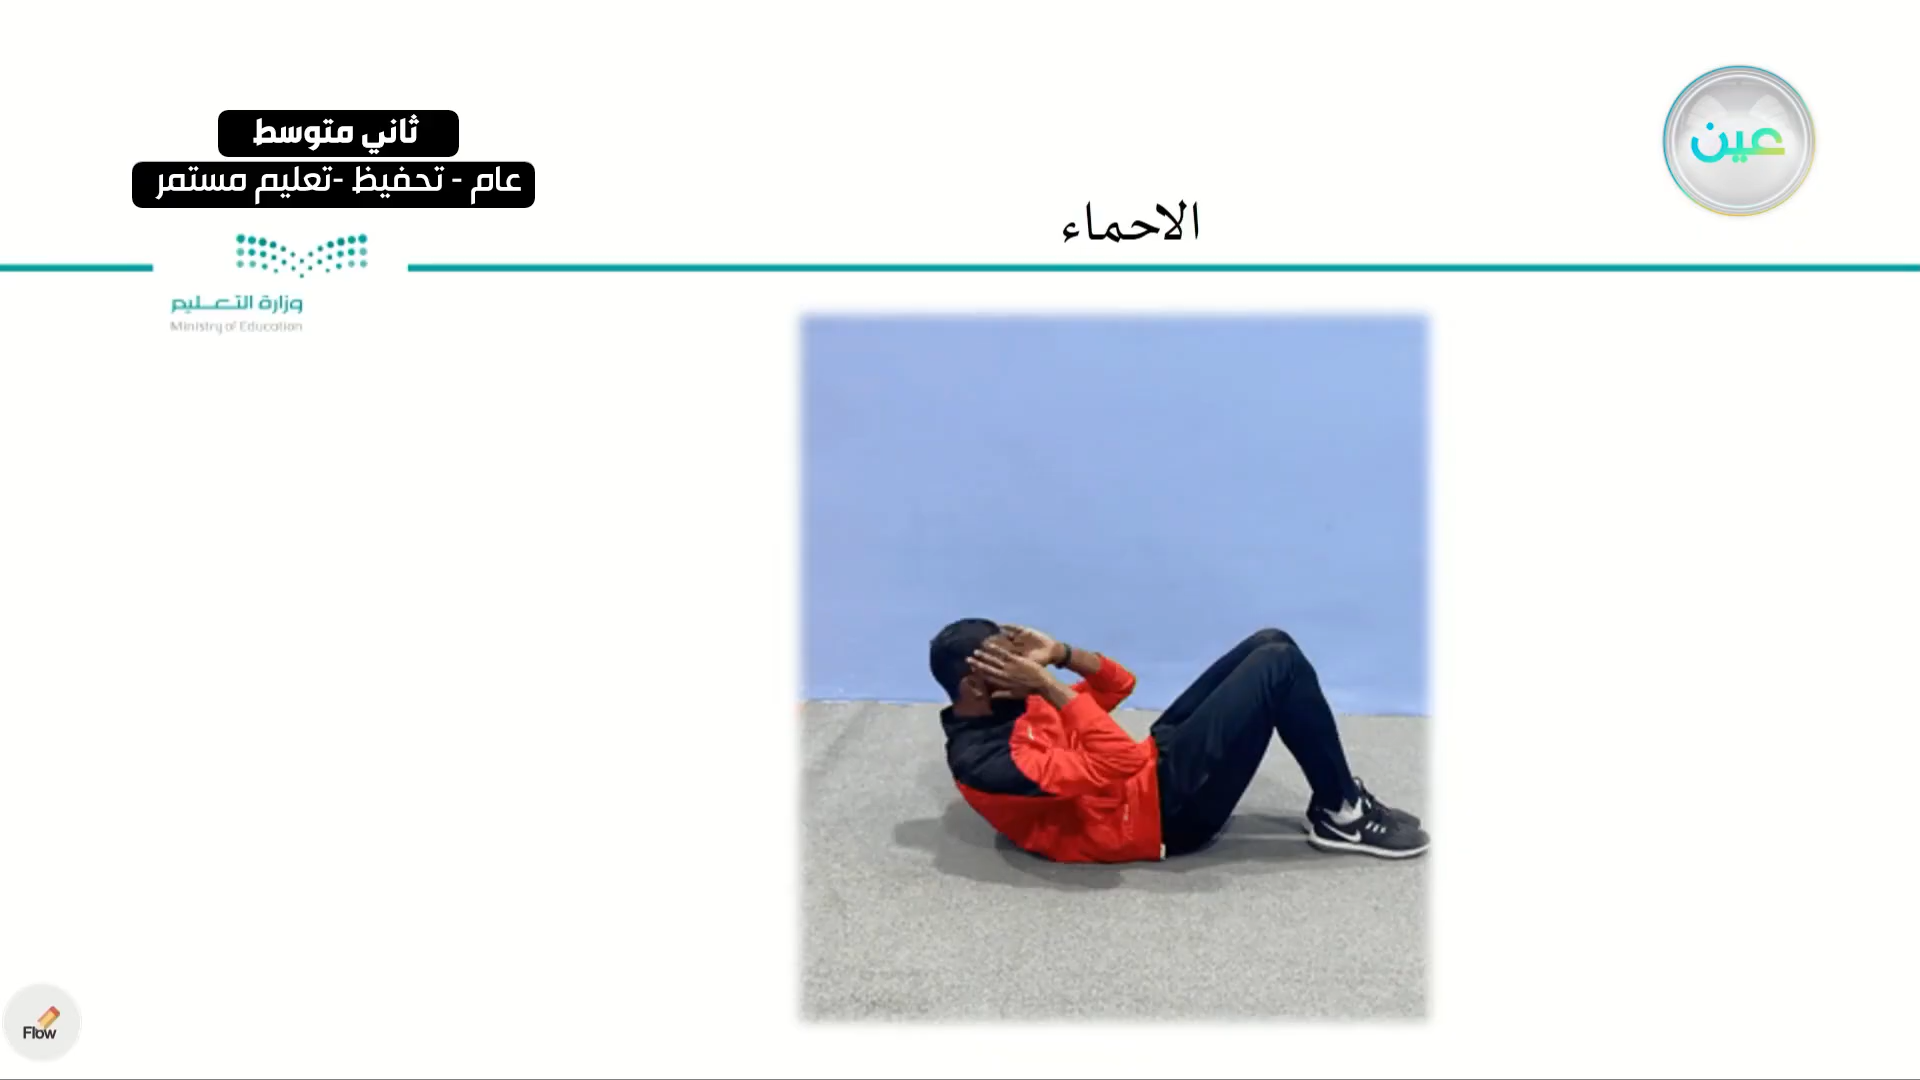 ثاني متوسط
عام - تحفيظ -تعليم مستمر
عين
الاحماء
وزارة التعليم
Ministry of Education
Flow